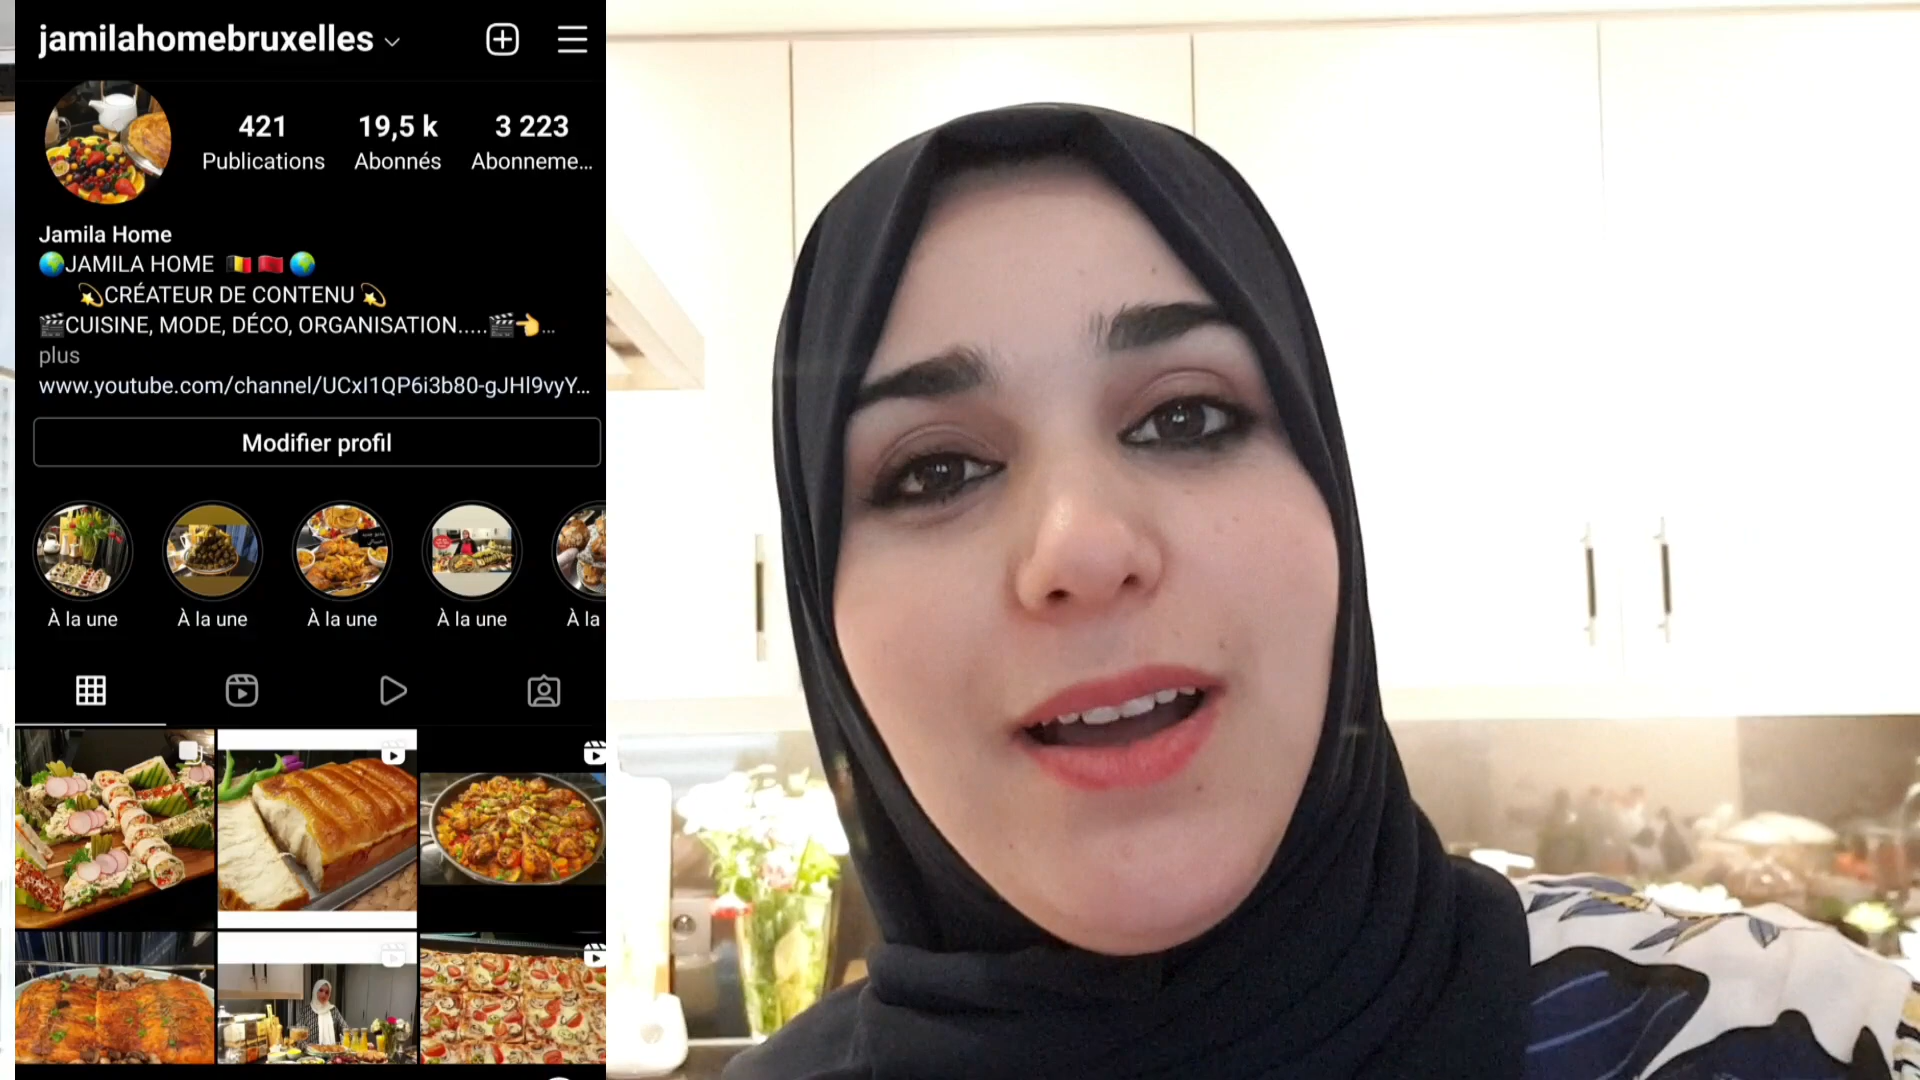 jamilahomebruxelles
421
19,5 k
3 223
Publications
Abonnés
Abonneme...
Jamila Home
🌍JAMILA HOME 🇧🇪🇲🇦🌍
💫CRÉATEUR DE CONTENU💫
🎬CUISINE, MODE, DÉCO, ORGANISATION.....🎬👈...
plus
www.youtube.com/channel/UCxI1QP6i3b80-gJHl9vyY...
Modifier profil
À la une
À la une
À la une
À la une
À la